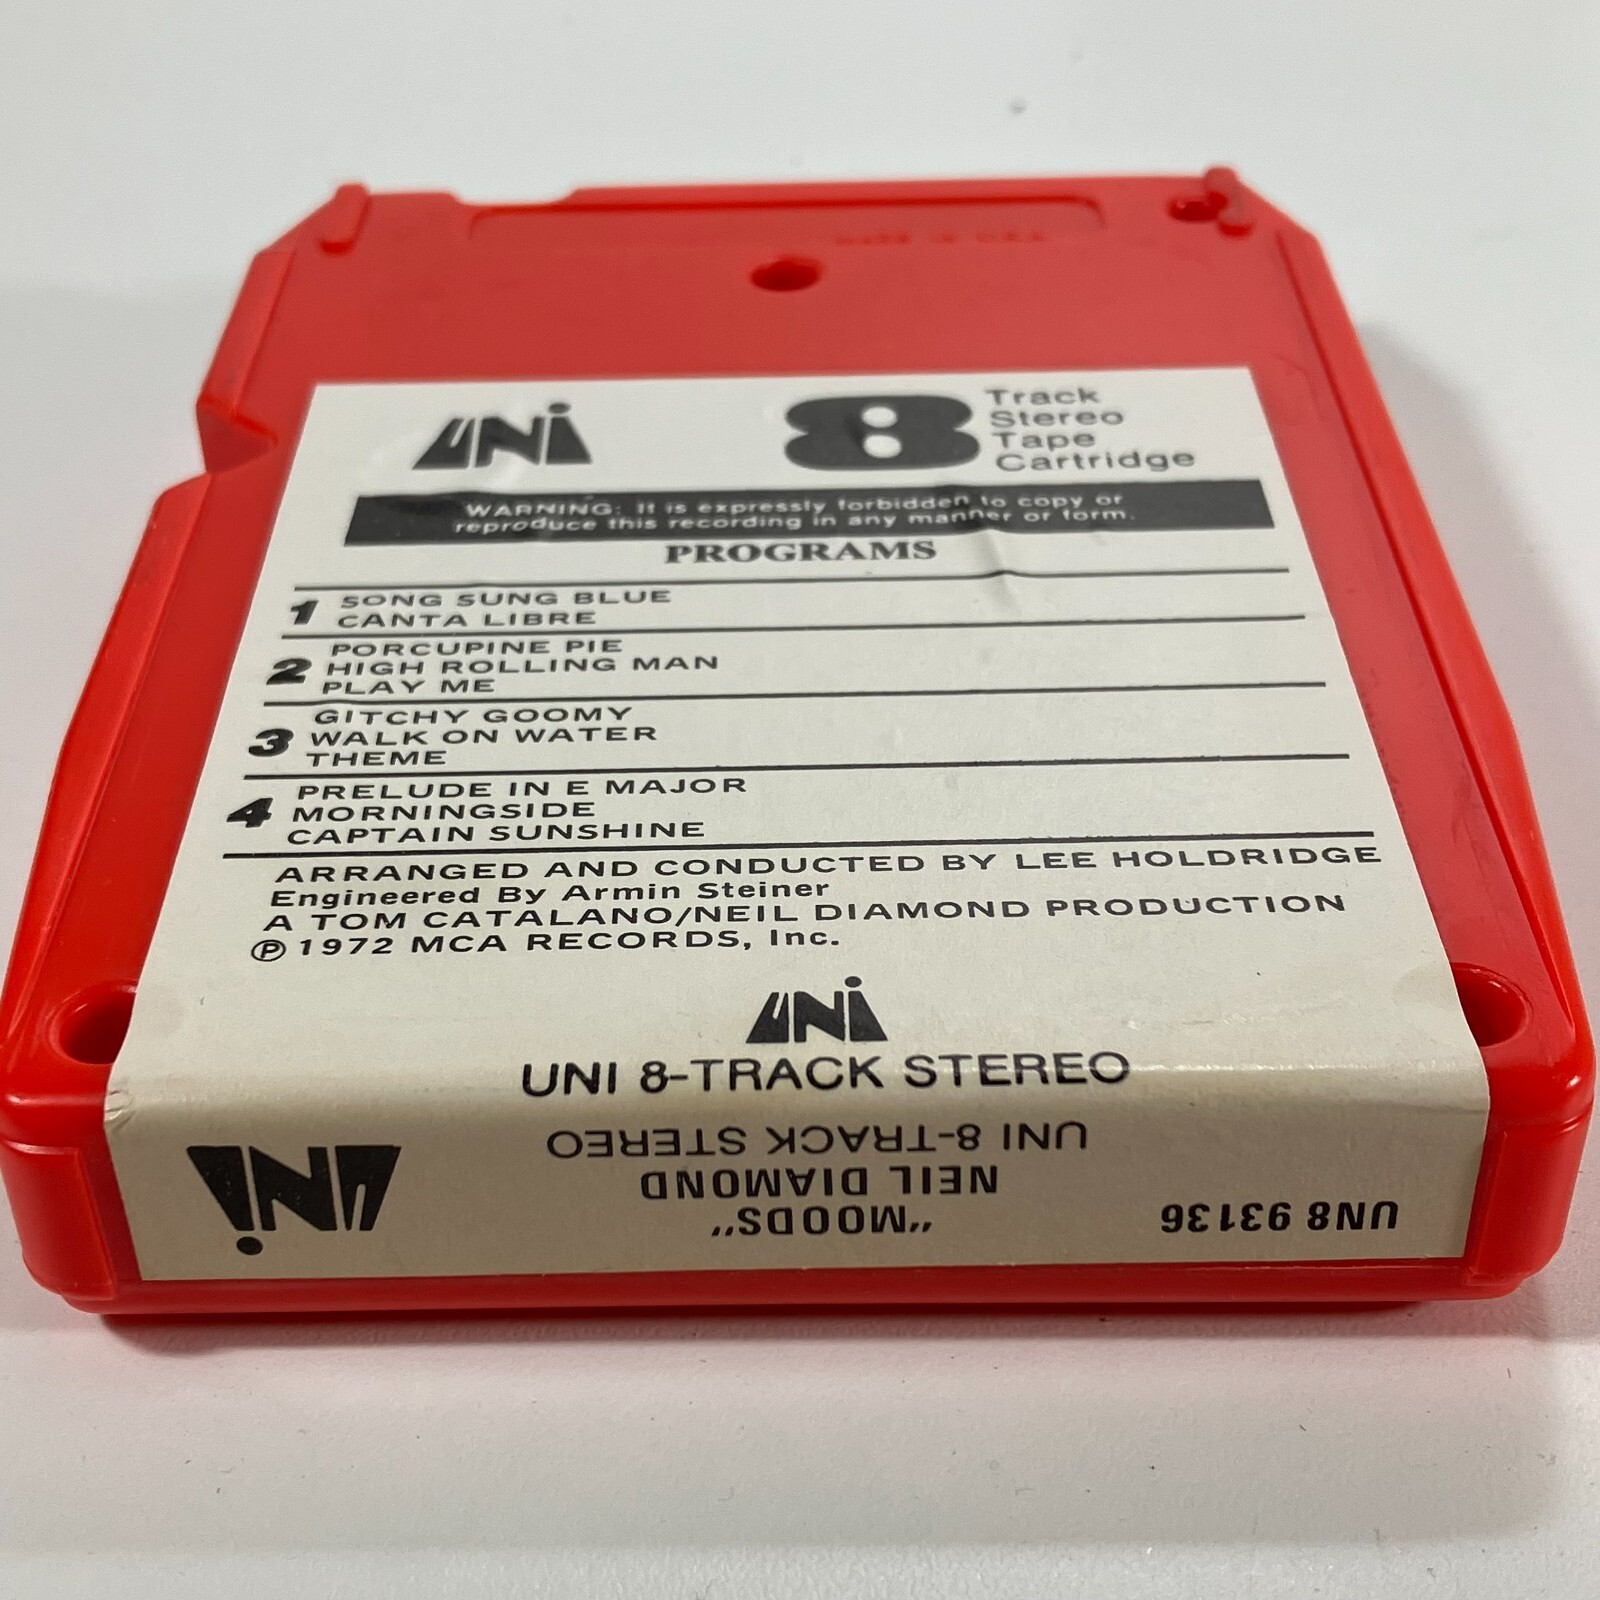 MADE IN U.S.A.
UNI
8 Track
Stereo
Tape
Cartridge
WARNING: It is expressly forbidden to copy or
reproduce this recording in any manner or form.
PROGRAMS
1 SONG SUNG BLUE
CANTA LIBRE
2 PORCUPINE PIE
HIGH ROLLING MAN
PLAY ME
3 GITCHY GOOMY
WALK ON WATER
THEME
4 PRELUDE IN E MAJOR
MORNINGSIDE
CAPTAIN SUNSHINE
ARRANGED AND CONDUCTED BY LEE HOLDRIDGE
Engineered By Armin Steiner
A TOM CATALANO/NEIL DIAMOND PRODUCTION
℗ 1972 MCA RECORDS, Inc.
UNI
UNI 8-TRACK STEREO
UNI 8-TRACK STEREO
NEIL DIAMOND
"MOODS"
UN8 93136
UNI